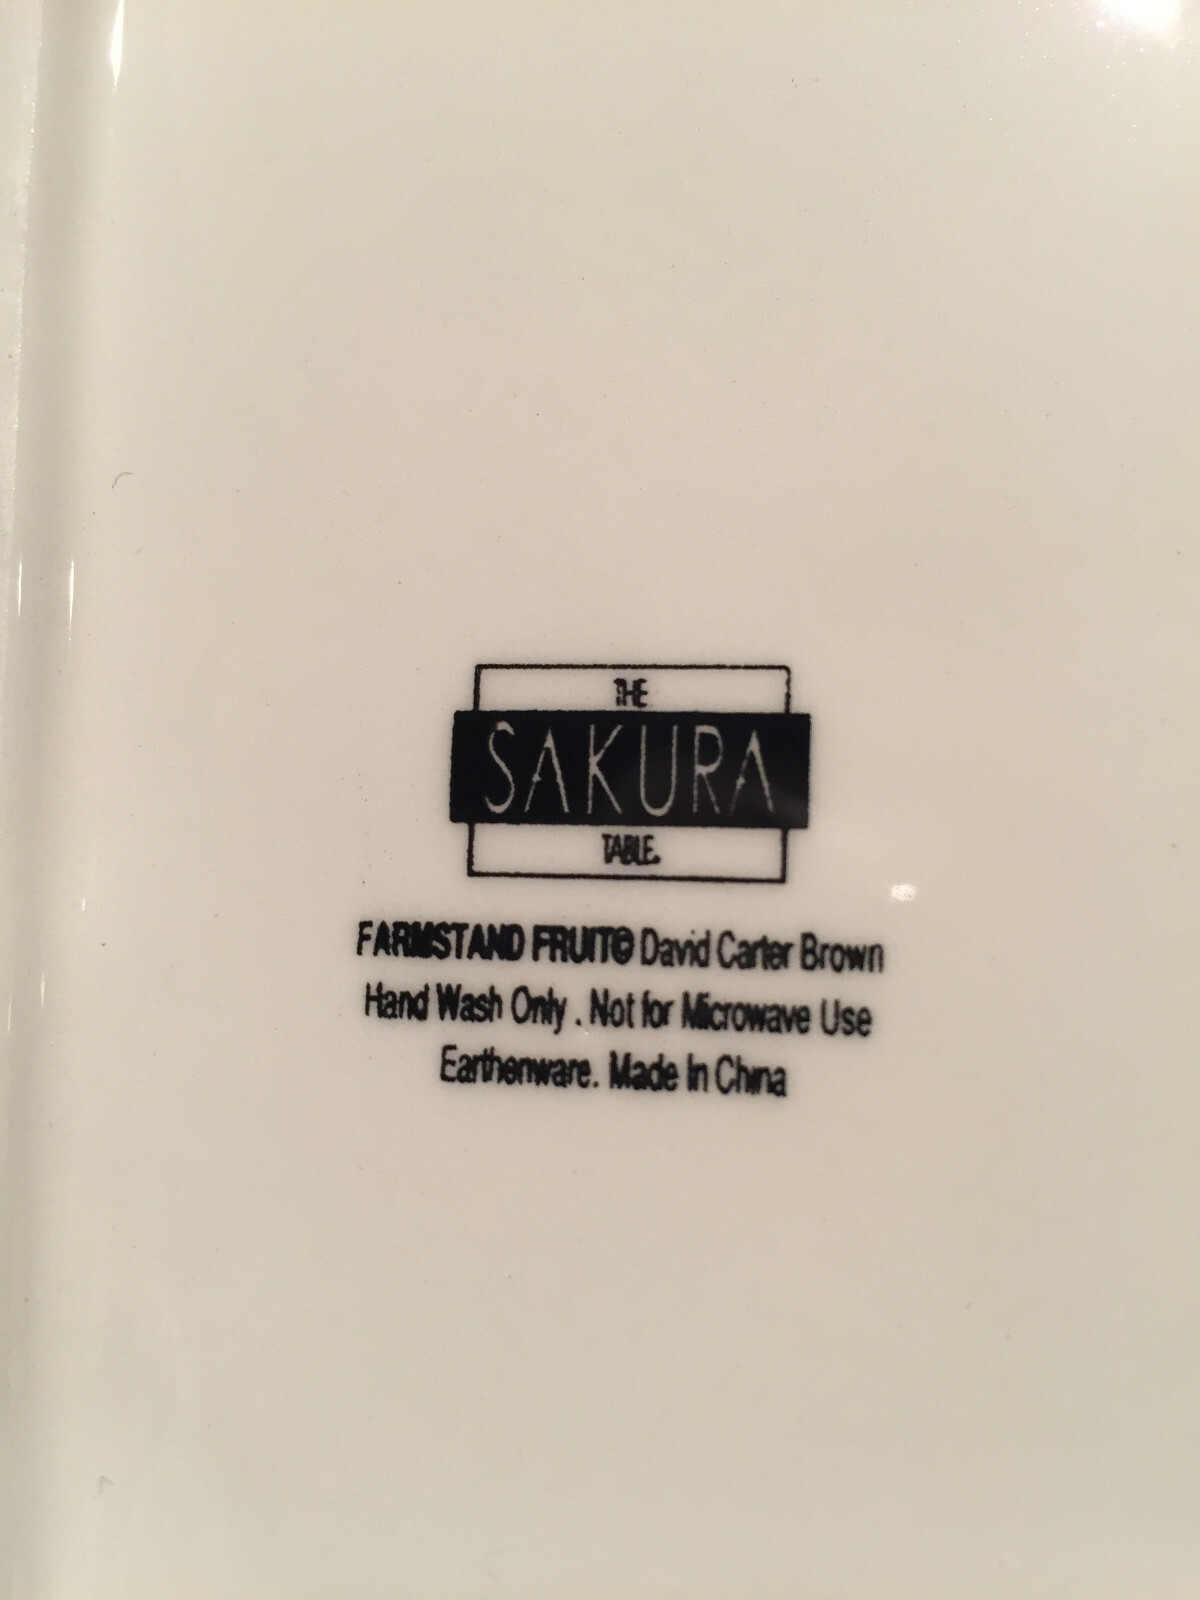 THE
SAKURA
TABLE.
FARMSTAND FRUIT© David Carter Brown
Hand Wash Only . Not for Microwave Use
Earthenware. Made In China